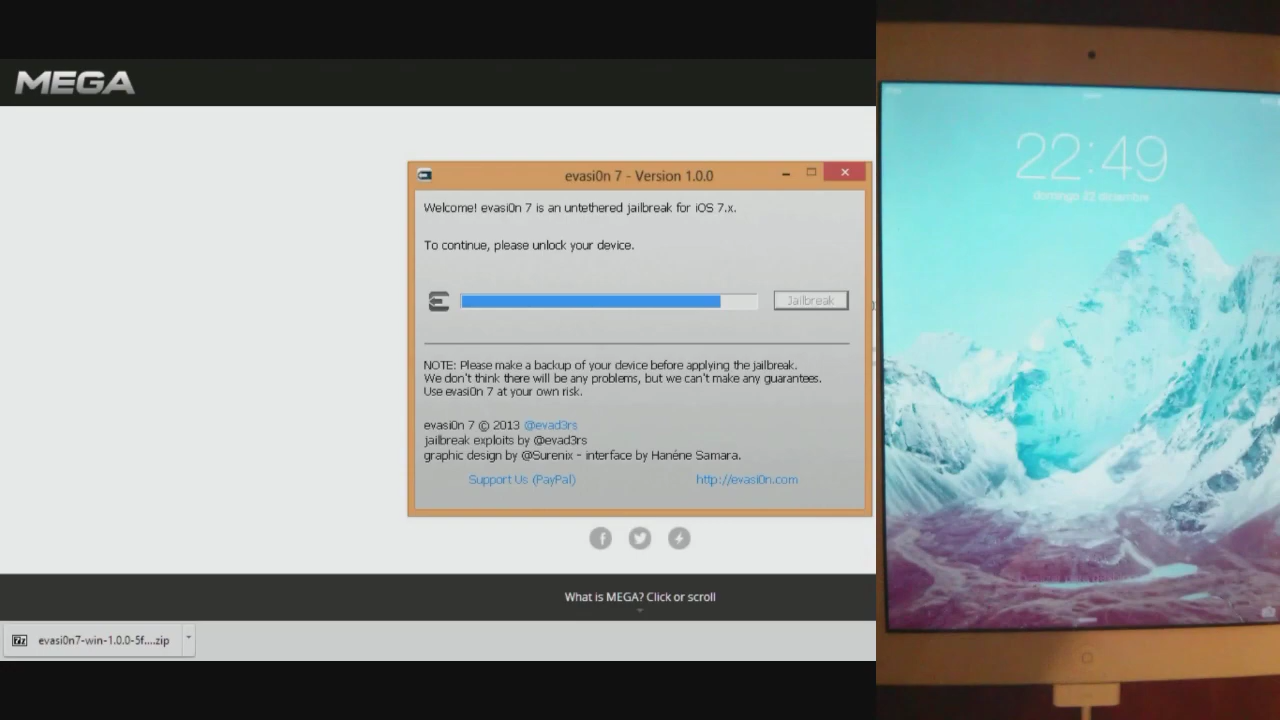 MEGA
evasi0n 7 - Version 1.0.0
Welcome! evasi0n 7 is an untethered jailbreak for iOS 7.x.
To continue, please unlock your device.
Jailbreak
NOTE: Please make a backup of your device before applying the jailbreak.
We don't think there will be any problems, but we can't make any guarantees.
Use evasi0n 7 at your own risk.
evasi0n 7 © 2013 @evad3rs
jailbreak exploits by @evad3rs
graphic design by @Surenix - interface by Hanéne Samara.
Support Us (PayPal) http://evasi0n.com
What is MEGA? Click or scroll
evasi0n7-win-1.0.0-5f....zip
22:49
domingo 22 diciembre